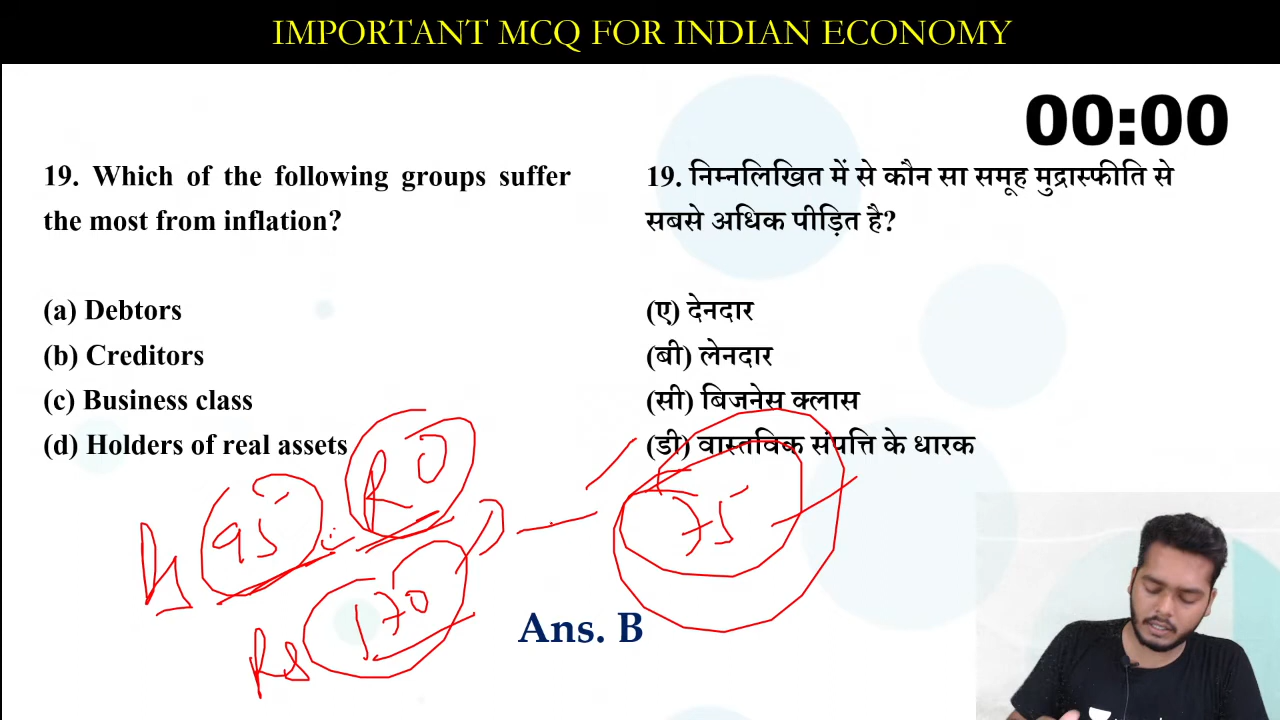 IMPORTANT MCQ FOR INDIAN ECONOMY
00:00
19. Which of the following groups suffer
the most from inflation?
(a) Debtors
(b) Creditors
(c) Business class
(d) Holders of real assets
19. निम्नलिखित में से कौन सा समूह मुद्रास्फीति से
सबसे अधिक पीड़ित है?
(ए) देनदार
(बी) लेनदार
(सी) बिजनेस क्लास
(डी) वास्तविक संपत्ति के धारक
95
75
Rs 170
Ans. B